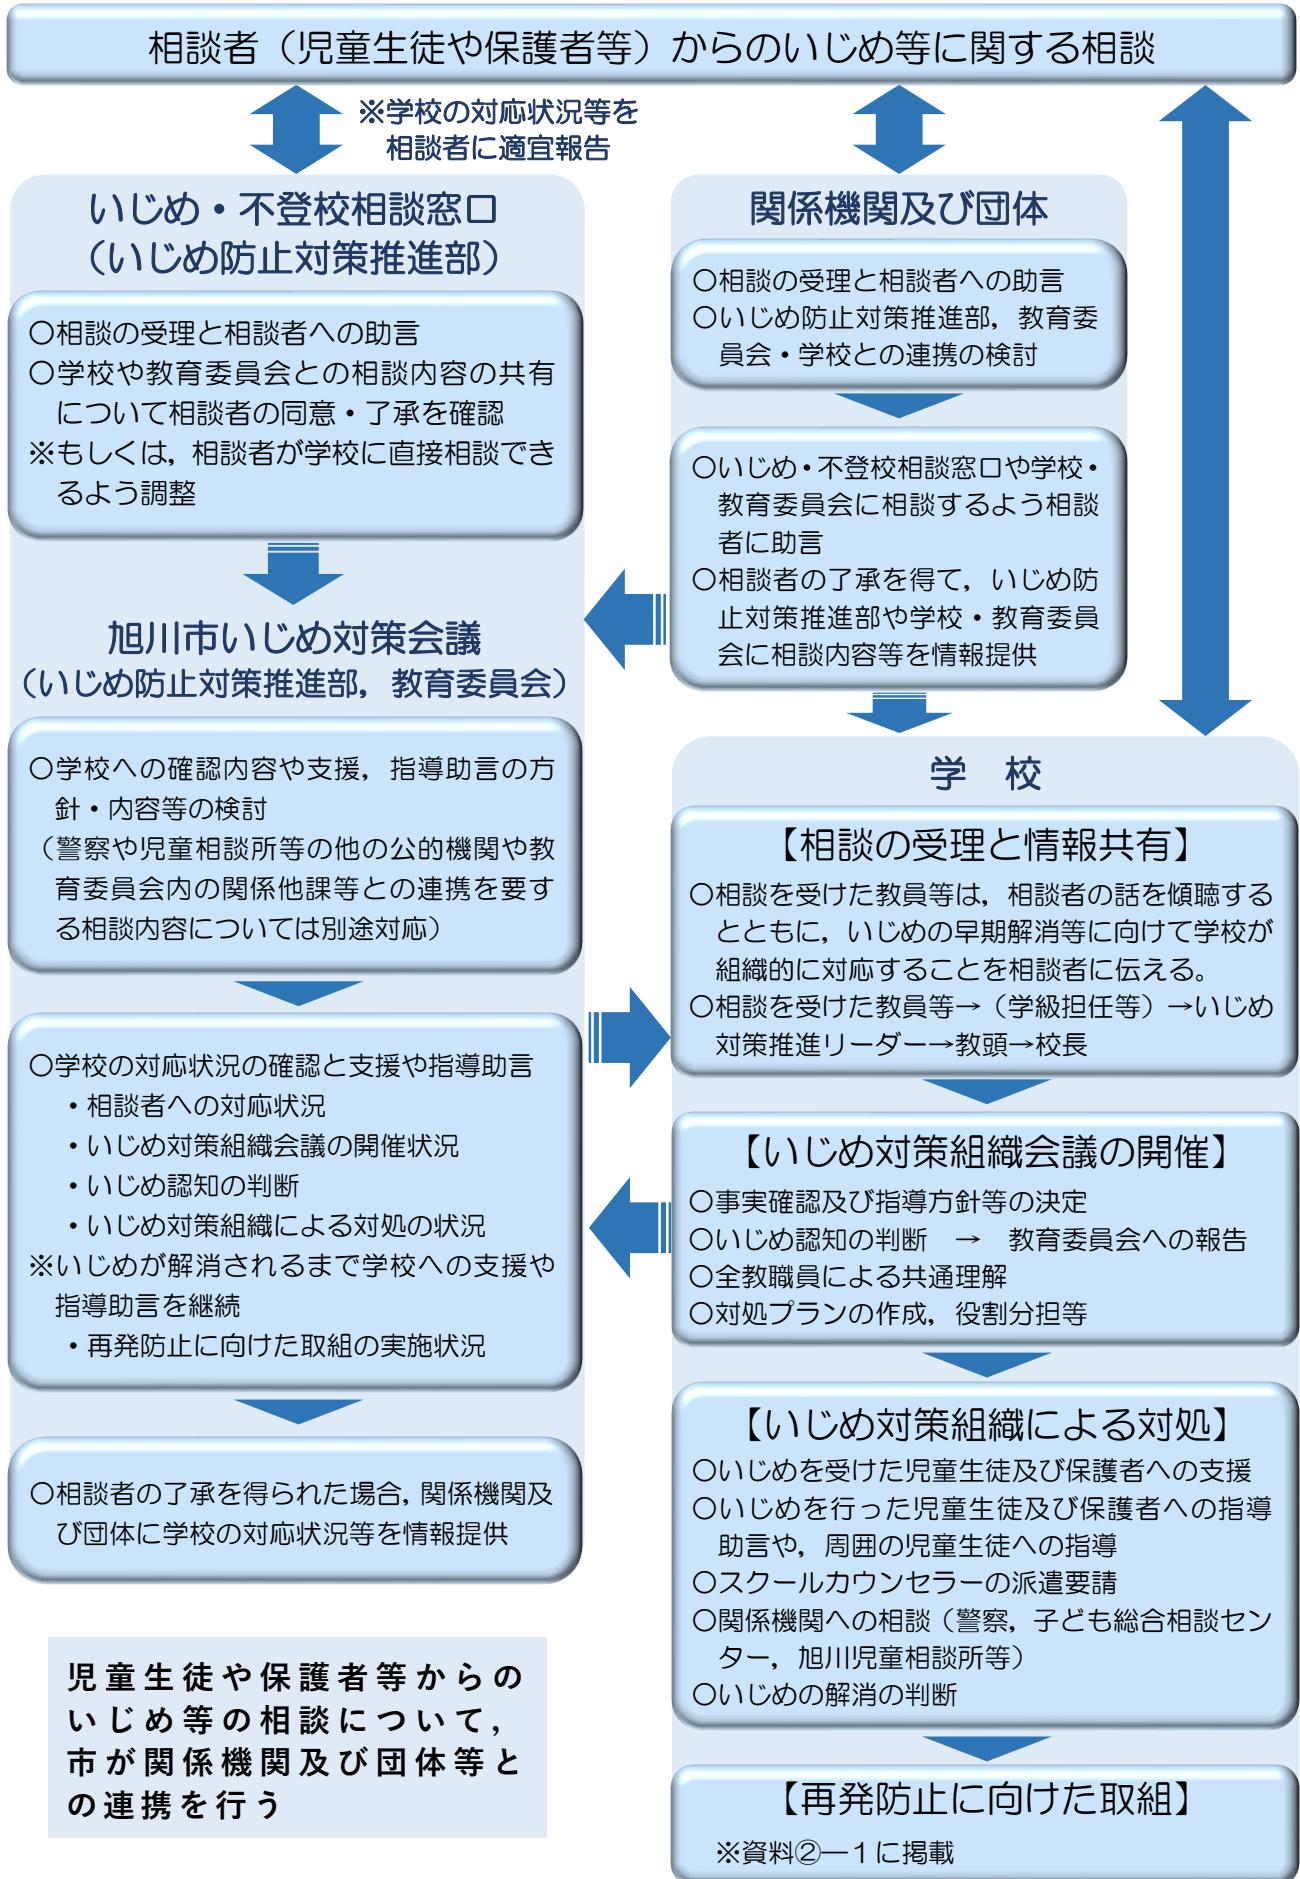 相談者（児童生徒や保護者等）からのいじめ等に関する相談
※学校の対応状況等を
相談者に適宜報告
いじめ・不登校相談窓口
（いじめ防止対策推進部）
〇相談の受理と相談者への助言
〇学校や教育委員会との相談内容の共有
について相談者の同意・了承を確認
※もしくは，相談者が学校に直接相談でき
るよう調整
旭川市いじめ対策会議
（いじめ防止対策推進部，教育委員会）
〇学校への確認内容や支援，指導助言の方
針・内容等の検討
（警察や児童相談所等の他の公的機関や教
育委員会内の関係他課等との連携を要す
る相談内容については別途対応）
〇学校の対応状況の確認と支援や指導助言
・相談者への対応状況
・いじめ対策組織会議の開催状況
・いじめ認知の判断
・いじめ対策組織による対処の状況
※いじめが解消されるまで学校への支援や
指導助言を継続
・再発防止に向けた取組の実施状況
〇相談者の了承を得られた場合，関係機関及
び団体に学校の対応状況等を情報提供
児童生徒や保護者等からの
いじめ等の相談について，
市が関係機関及び団体等と
の連携を行う
関係機関及び団体
〇相談の受理と相談者への助言
〇いじめ防止対策推進部，教育委
員会・学校との連携の検討
〇いじめ・不登校相談窓口や学校・
教育委員会に相談するよう相談
者に助言
〇相談者の了承を得て，いじめ防
止対策推進部や学校・教育委員
会に相談内容等を情報提供
学　校
【相談の受理と情報共有】
〇相談を受けた教員等は，相談者の話を傾聴する
とともに，いじめの早期解消等に向けて学校が
組織的に対応することを相談者に伝える。
〇相談を受けた教員等→（学級担任等）→いじめ
対策推進リーダー→教頭→校長
【いじめ対策組織会議の開催】
〇事実確認及び指導方針等の決定
〇いじめ認知の判断　→　教育委員会への報告
〇全教職員による共通理解
〇対処プランの作成，役割分担等
【いじめ対策組織による対処】
〇いじめを受けた児童生徒及び保護者への支援
〇いじめを行った児童生徒及び保護者への指導
助言や，周囲の児童生徒への指導
〇スクールカウンセラーの派遣要請
〇関係機関への相談（警察，子ども総合相談セン
ター，旭川児童相談所等）
〇いじめの解消の判断
【再発防止に向けた取組】
※資料②―１に掲載